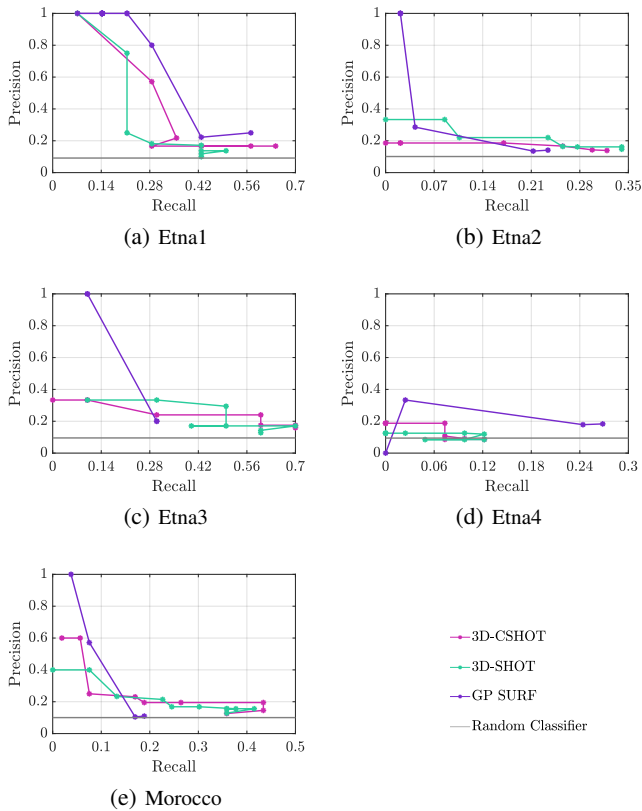 1
0.8
0.6
0.4
0.2
0
Precision
0 0.14 0.28 0.42 0.56 0.7
Recall
(a) Etna1
1
0.8
0.6
0.4
0.2
0
Precision
0 0.07 0.14 0.21 0.28 0.35
Recall
(b) Etna2
1
0.8
0.6
0.4
0.2
0
Precision
0 0.14 0.28 0.42 0.56 0.7
Recall
(c) Etna3
1
0.8
0.6
0.4
0.2
0
Precision
0 0.06 0.12 0.18 0.24 0.3
Recall
(d) Etna4
1
0.8
0.6
0.4
0.2
0
Precision
0 0.1 0.2 0.3 0.4 0.5
Recall
(e) Morocco
3D-CSHOT
3D-SHOT
GP SURF
Random Classifier